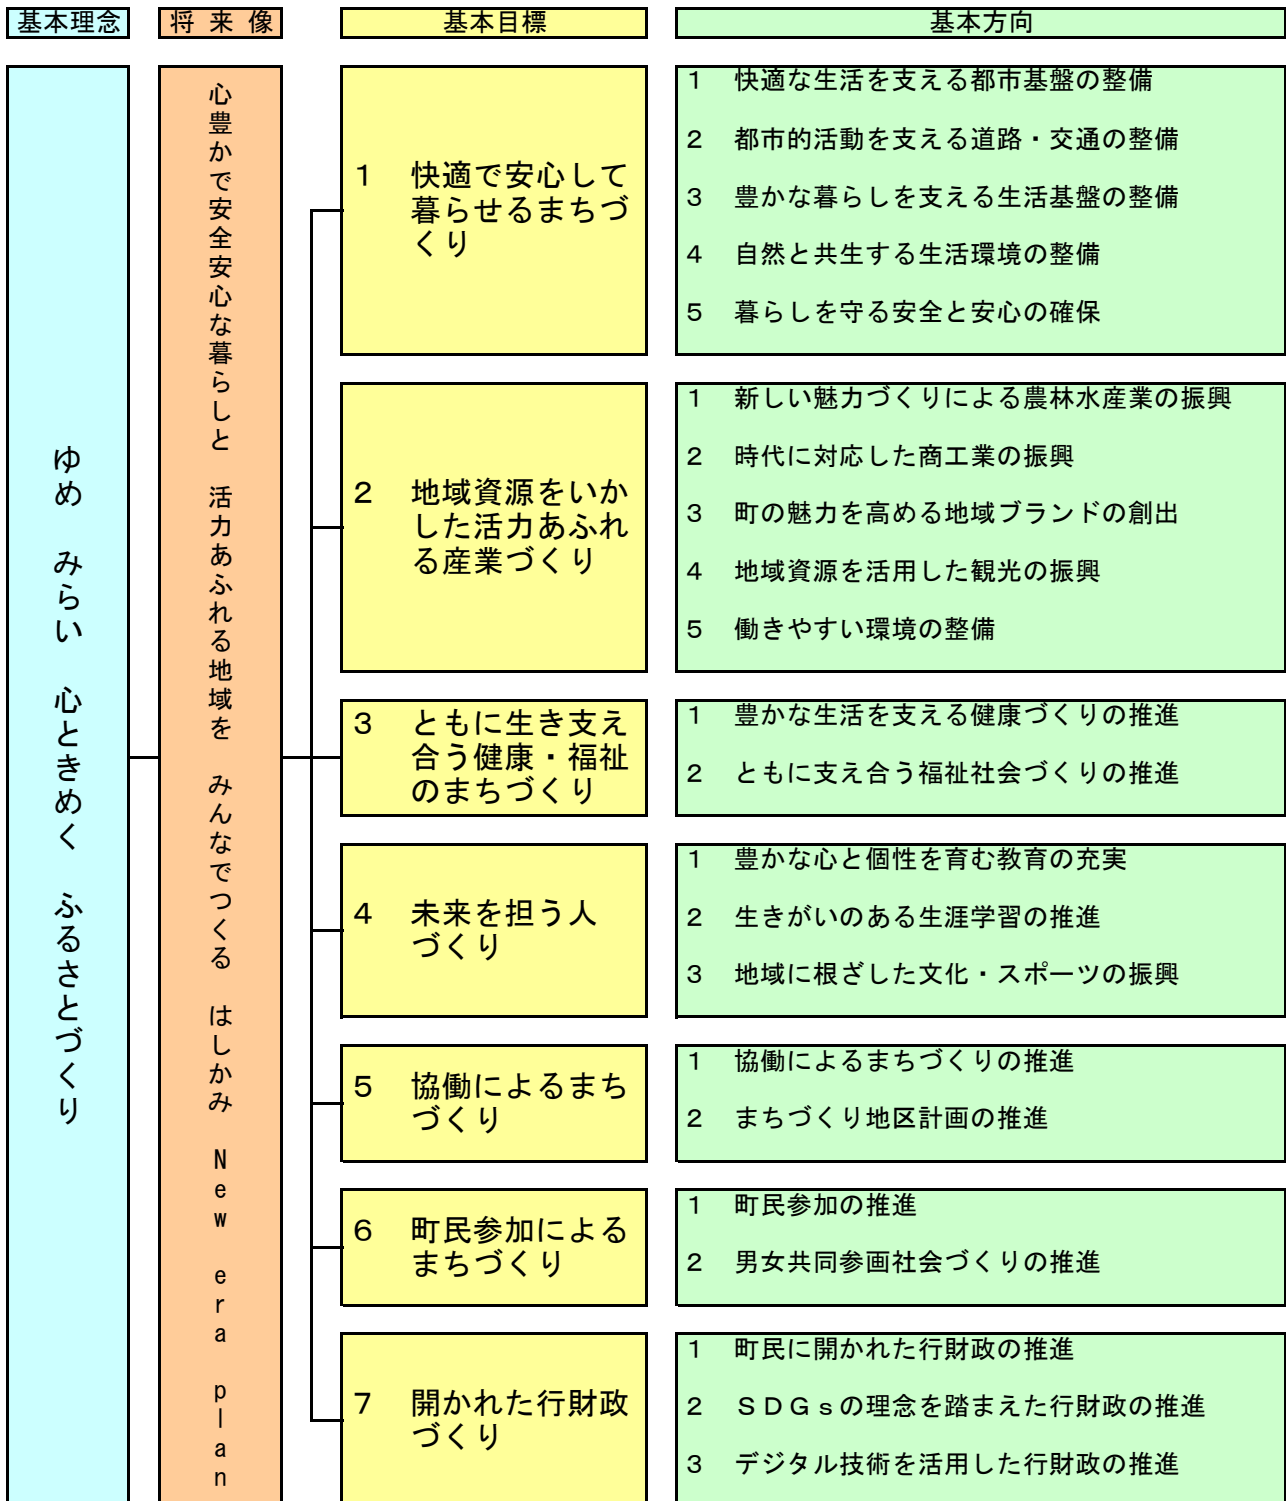 基本理念
将来像
基本目標
基本方向
ゆめ みらい 心ときめく ふるさとづくり
心豊かで安全安心な暮らしと 活力あふれる地域を みんなでつくる はしかみ New era plan
1 快適で安心して
暮らせるまちづ
くり
1 快適な生活を支える都市基盤の整備
2 都市的活動を支える道路・交通の整備
3 豊かな暮らしを支える生活基盤の整備
4 自然と共生する生活環境の整備
5 暮らしを守る安全と安心の確保
2 地域資源をいか
した活力あふれ
る産業づくり
1 新しい魅力づくりによる農林水産業の振興
2 時代に対応した商工業の振興
3 町の魅力を高める地域ブランドの創出
4 地域資源を活用した観光の振興
5 働きやすい環境の整備
3 ともに生き支え
合う健康・福祉
のまちづくり
1 豊かな生活を支える健康づくりの推進
2 ともに支え合う福祉社会づくりの推進
4 未来を担う人
づくり
1 豊かな心と個性を育む教育の充実
2 生きがいのある生涯学習の推進
3 地域に根ざした文化・スポーツの振興
5 協働によるまち
づくり
1 協働によるまちづくりの推進
2 まちづくり地区計画の推進
6 町民参加による
まちづくり
1 町民参加の推進
2 男女共同参画社会づくりの推進
7 開かれた行財政
づくり
1 町民に開かれた行財政の推進
2 SDGsの理念を踏まえた行財政の推進
3 デジタル技術を活用した行財政の推進